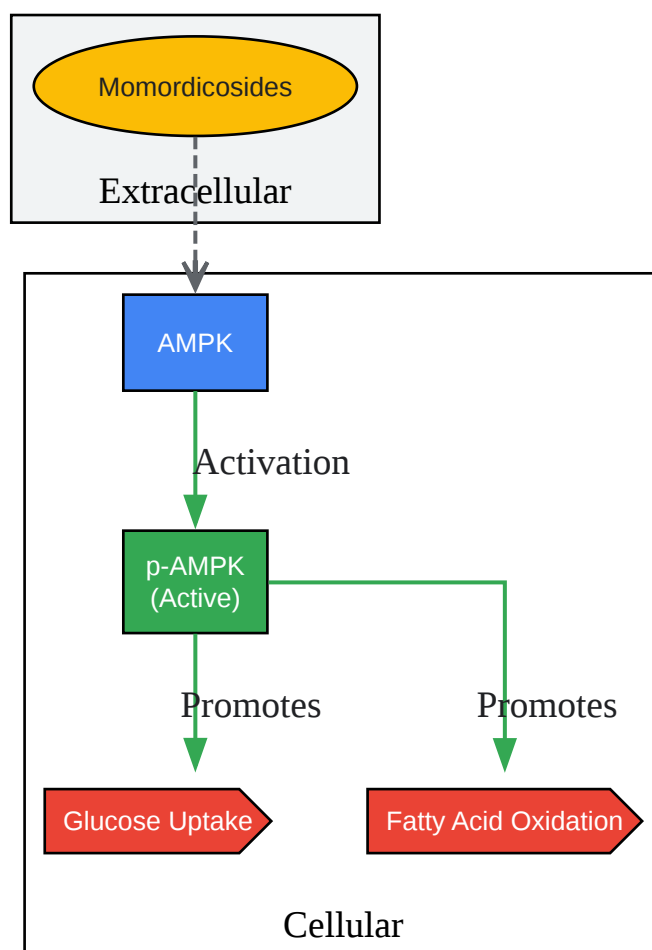 Momordicosides
Extracellular
AMPK
Activation
p-AMPK
(Active)
Promotes
Promotes
Glucose Uptake
Fatty Acid Oxidation
Cellular